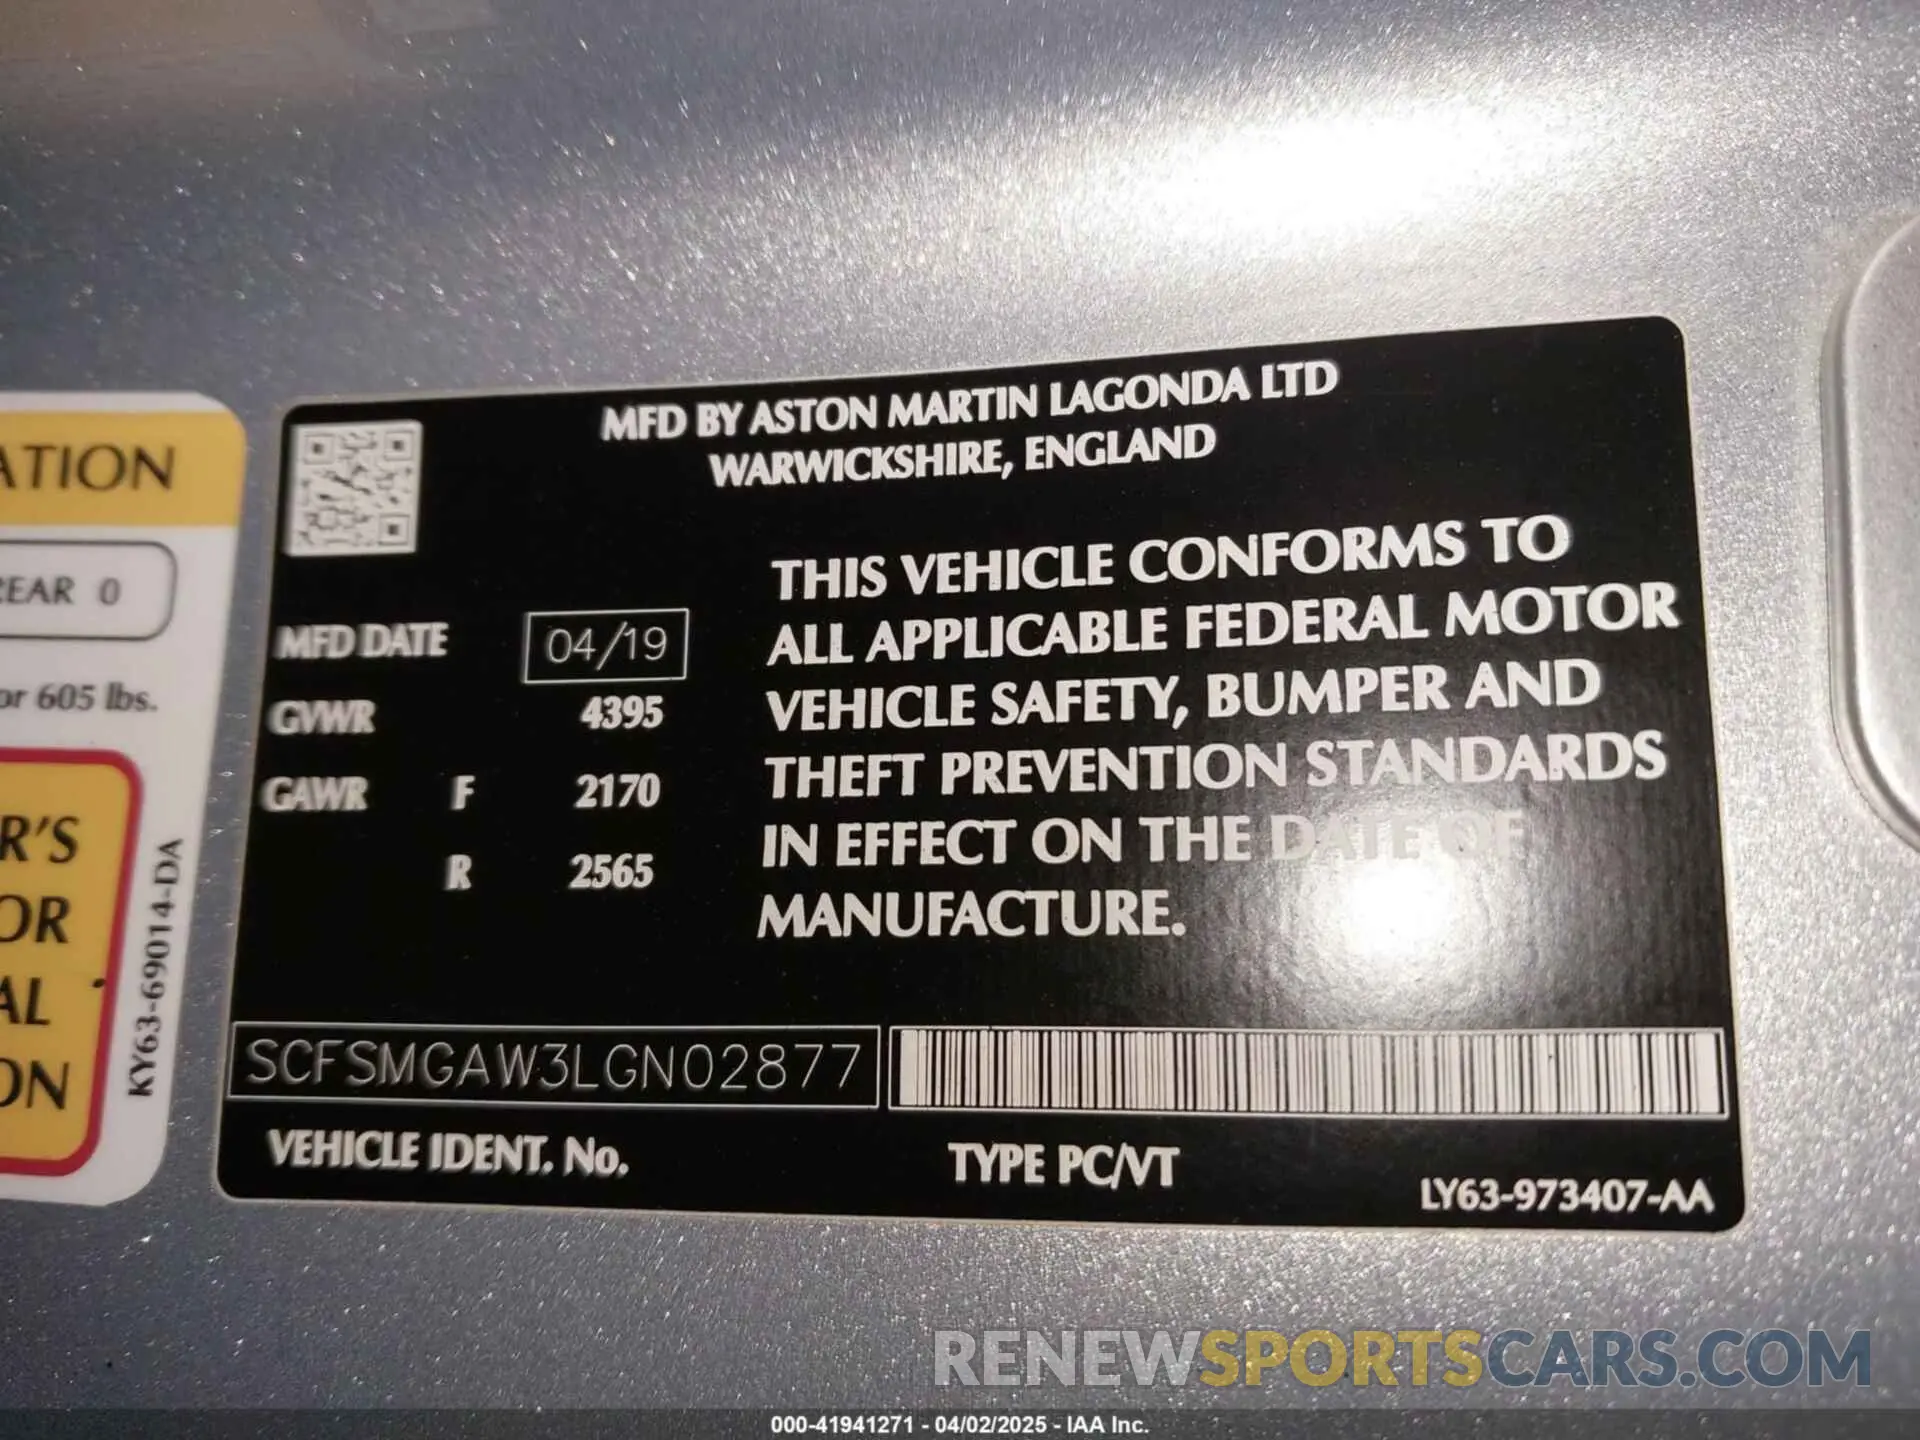 ATION
REAR 0
or 605 lbs.
R'S
OR
AL
ON
KY63-69014-DA
MFD BY ASTON MARTIN LAGONDA LTD
WARWICKSHIRE, ENGLAND
MFD DATE 04/19
GVWR 4395
GAWR F 2170
R 2565
THIS VEHICLE CONFORMS TO
ALL APPLICABLE FEDERAL MOTOR
VEHICLE SAFETY, BUMPER AND
THEFT PREVENTION STANDARDS
IN EFFECT ON THE DATE OF
MANUFACTURE.
SCFSMGAW3LGN02877
VEHICLE IDENT. No.
TYPE PC/VT
LY63-973407-AA
RENEWSPORTSCARS.COM
000-41941271 - 04/02/2025 - IAA Inc.